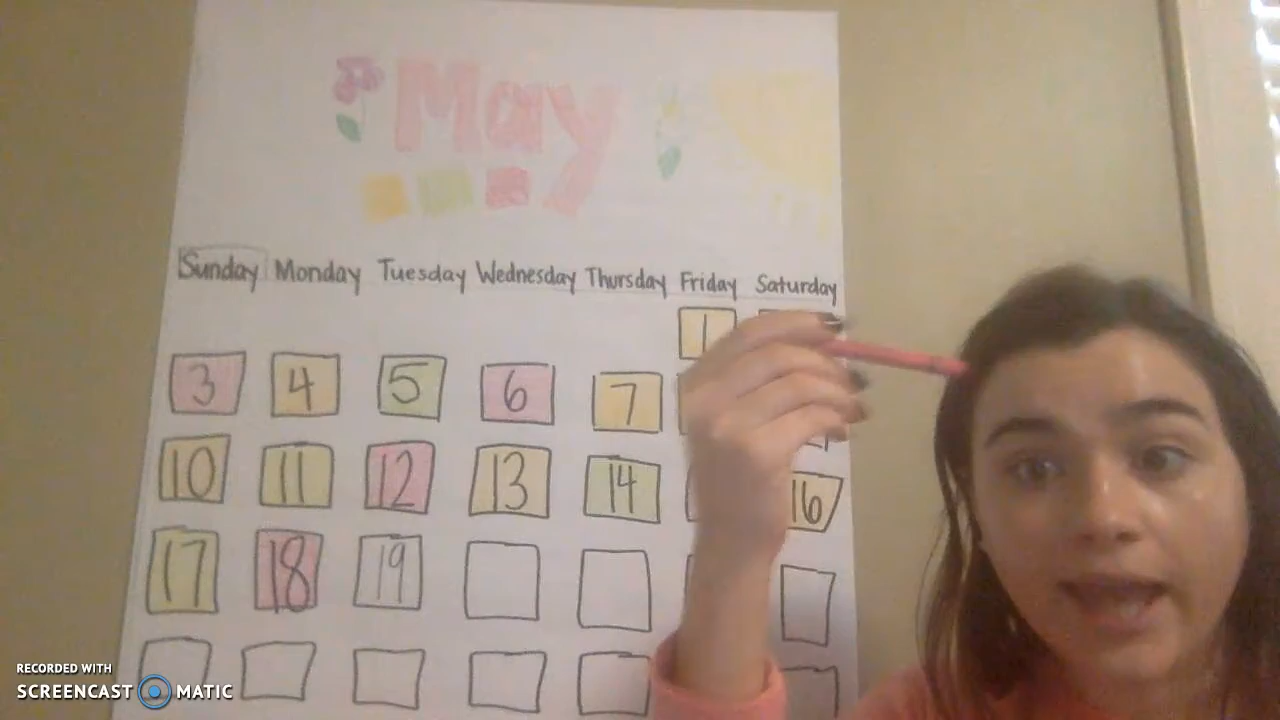 May
Sunday Monday Tuesday Wednesday Thursday Friday Saturday
1
3 4 5 6 7
10 11 12 13 14 16
17 18 19
RECORDED WITH
SCREENCAST MATIC